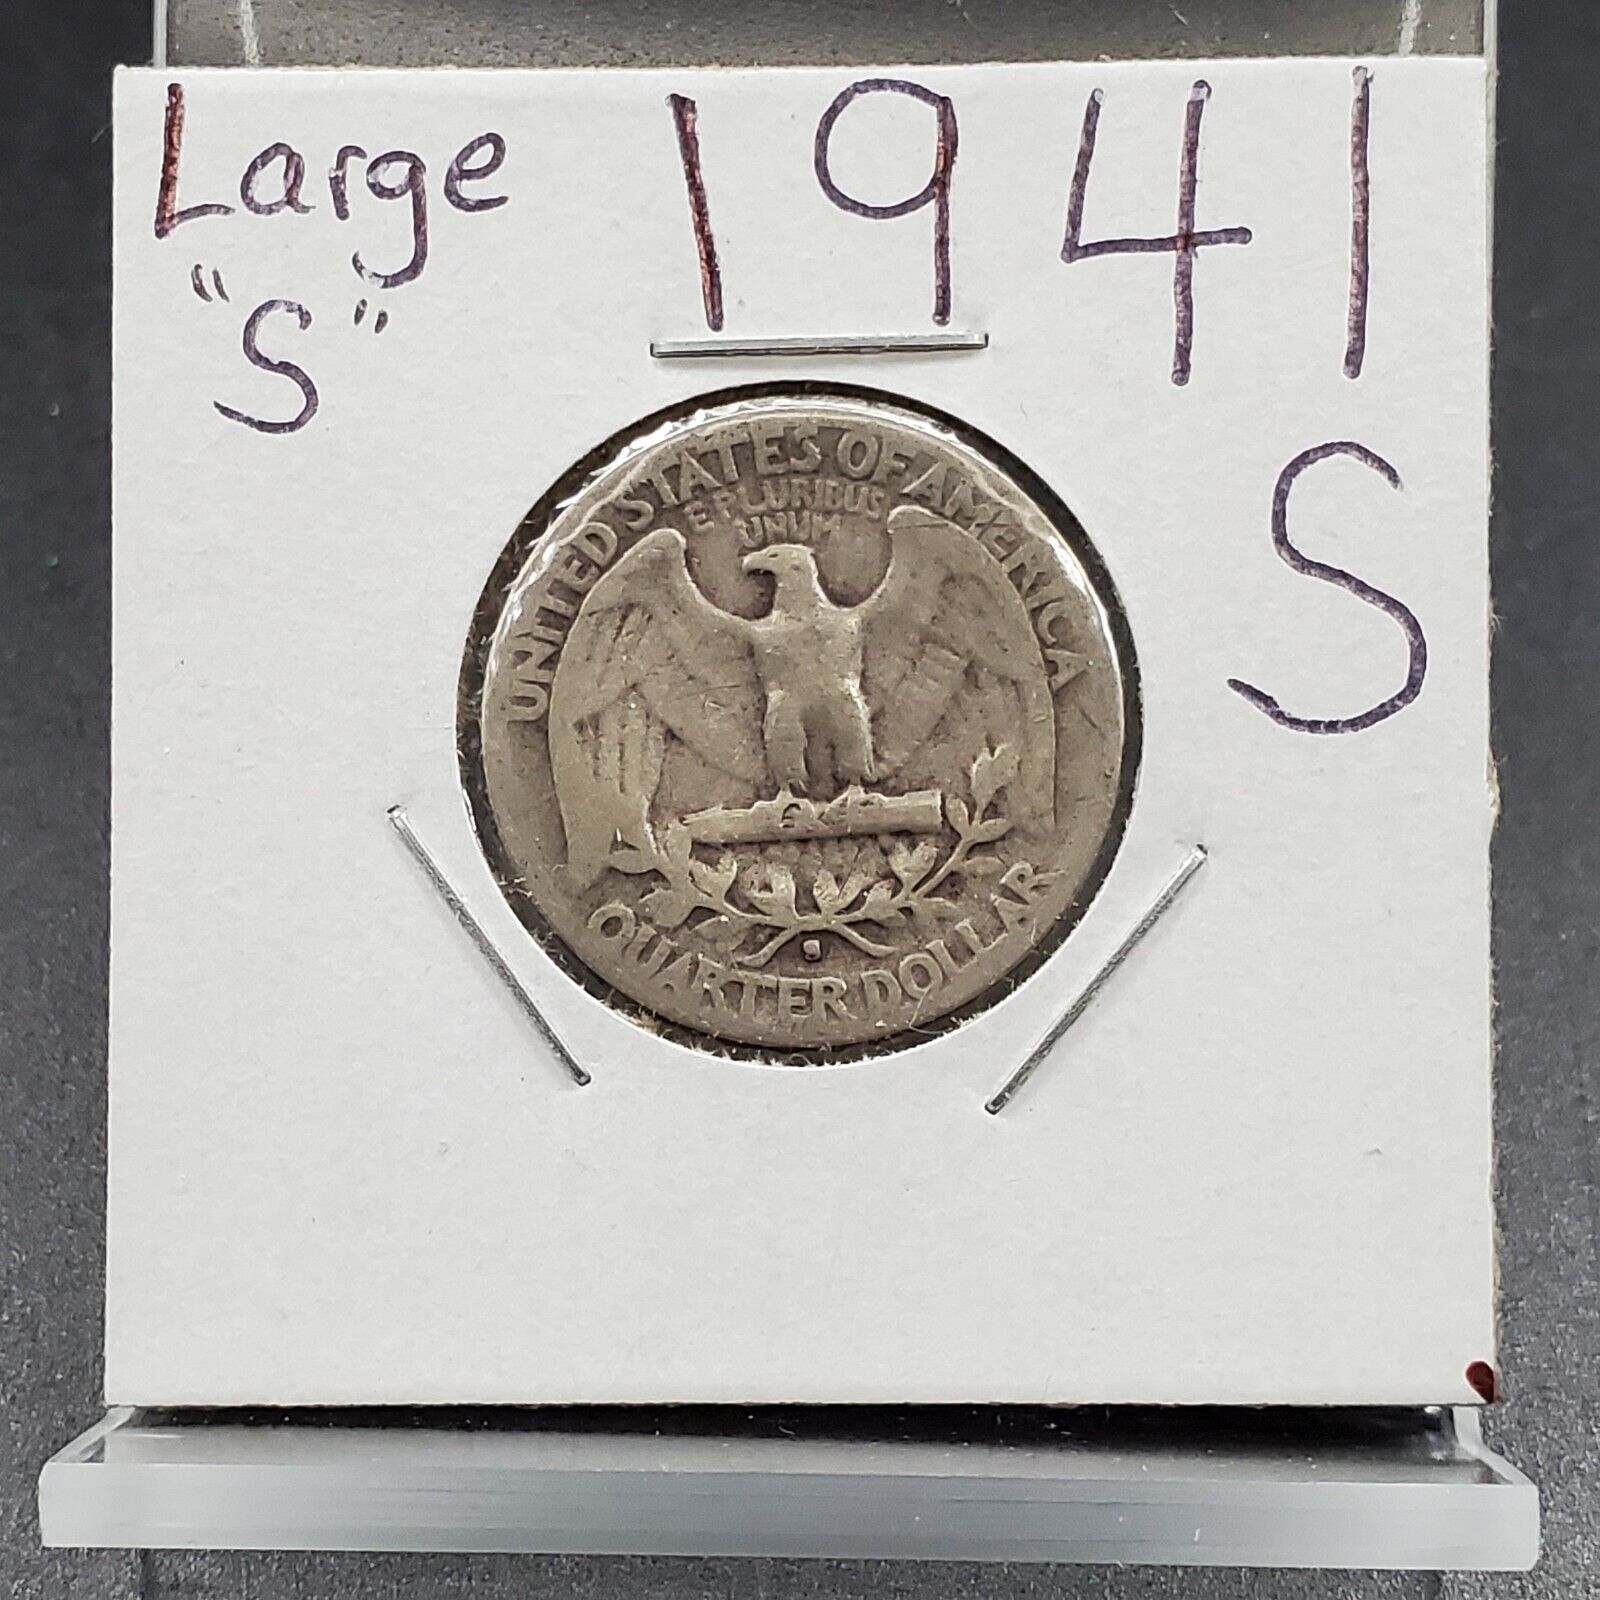 Large 1941
"S"
S
UNITED STATES OF AMERICA
E PLURIBUS
UNUM
S
QUARTER DOLLAR